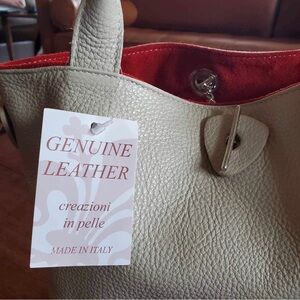 GENUINE
LEATHER
creazioni
in pelle
MADE IN ITALY